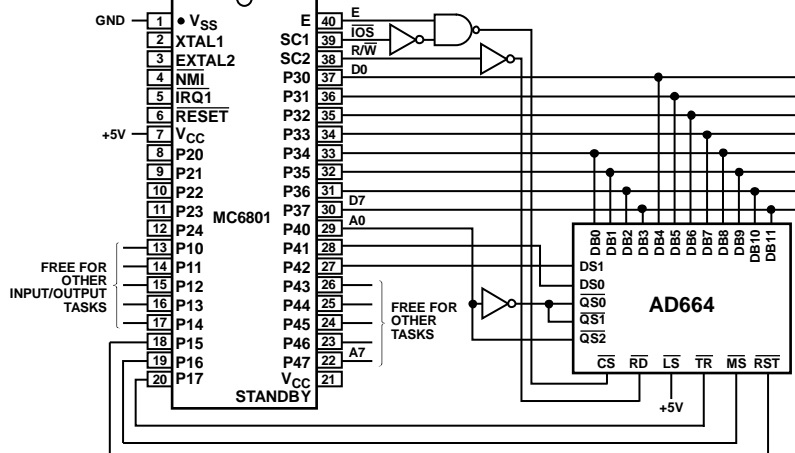 GND 1 • VSS E 40 E
2 XTAL1 SC1 39 IOS
3 EXTAL2 SC2 38 R/W
4 NMI P30 37 D0
5 IRQ1 P31 36
6 RESET P32 35
+5V 7 VCC P33 34
8 P20 P34 33
9 P21 P35 32
10 P22 P36 31
11 P23 P37 30 D7
MC6801
12 P24 P40 29 A0
13 P10 P41 28
14 P11 P42 27
15 P12 P43 26
16 P13 P44 25
17 P14 P45 24
18 P15 P46 23
19 P16 P47 22 A7
20 P17 VCC 21
STANDBY
FREE FOR
OTHER
INPUT/OUTPUT
TASKS
FREE FOR
OTHER
TASKS
DB0 DB1 DB2 DB3 DB4 DB5 DB6 DB7 DB8 DB9 DB10 DB11
DS1
DS0
QS0
QS1
QS2
AD664
CS RD LS TR MS RST
+5V